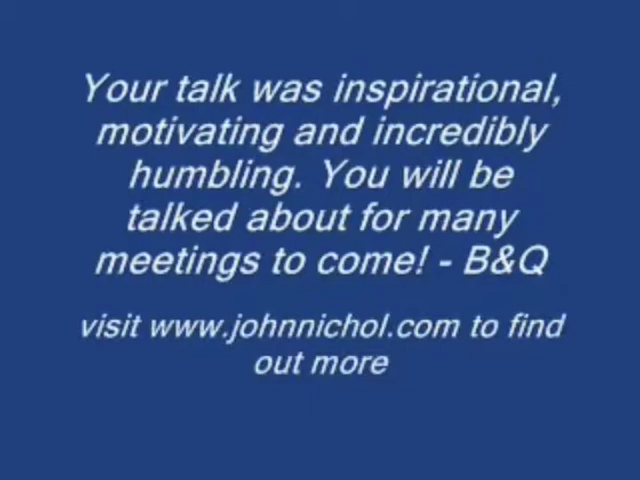 Your talk was inspirational,
motivating and incredibly
humbling. You will be
talked about for many
meetings to come! - B&Q
visit www.johnnichol.com to find
out more